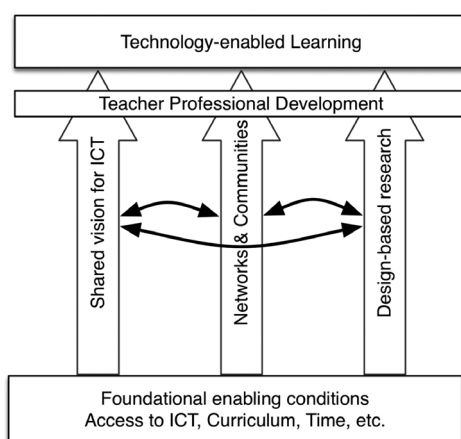 Technology-enabled Learning
Teacher Professional Development
Shared vision for ICT
Networks & Communities
Design-based research
Foundational enabling conditions
Access to ICT, Curriculum, Time, etc.